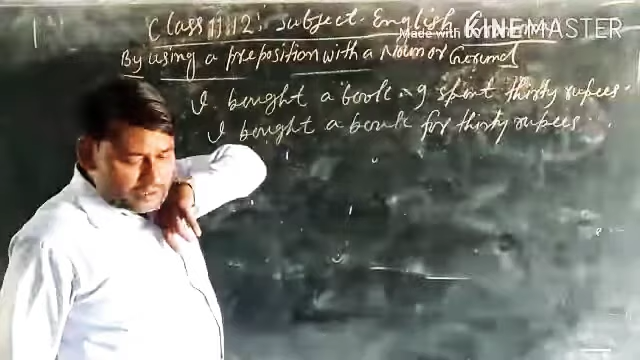 Class 11.12: Subject-English
Made with KINEMASTER
By using a preposition with a Noun or Gerund
I bought a book I spent thirty rupees.
I bought a book for thirty rupees.